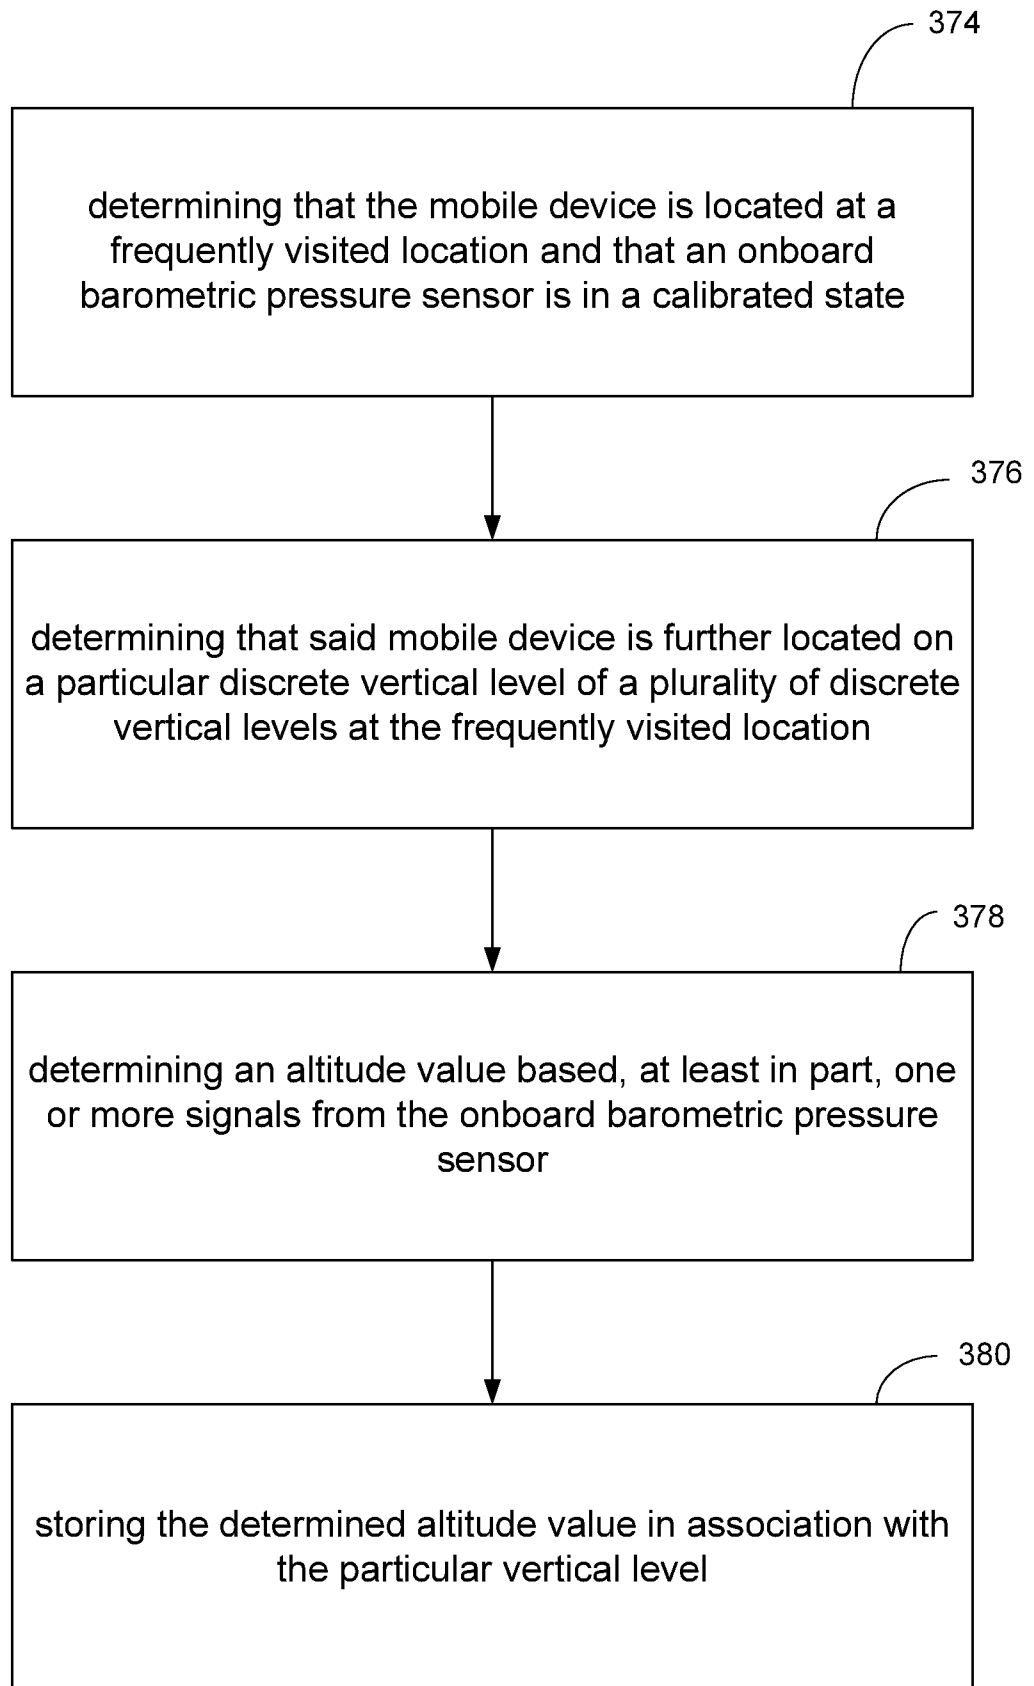 374
determining that the mobile device is located at a
frequently visited location and that an onboard
barometric pressure sensor is in a calibrated state
376
determining that said mobile device is further located on
a particular discrete vertical level of a plurality of discrete
vertical levels at the frequently visited location
378
determining an altitude value based, at least in part, one
or more signals from the onboard barometric pressure
sensor
380
storing the determined altitude value in association with
the particular vertical level